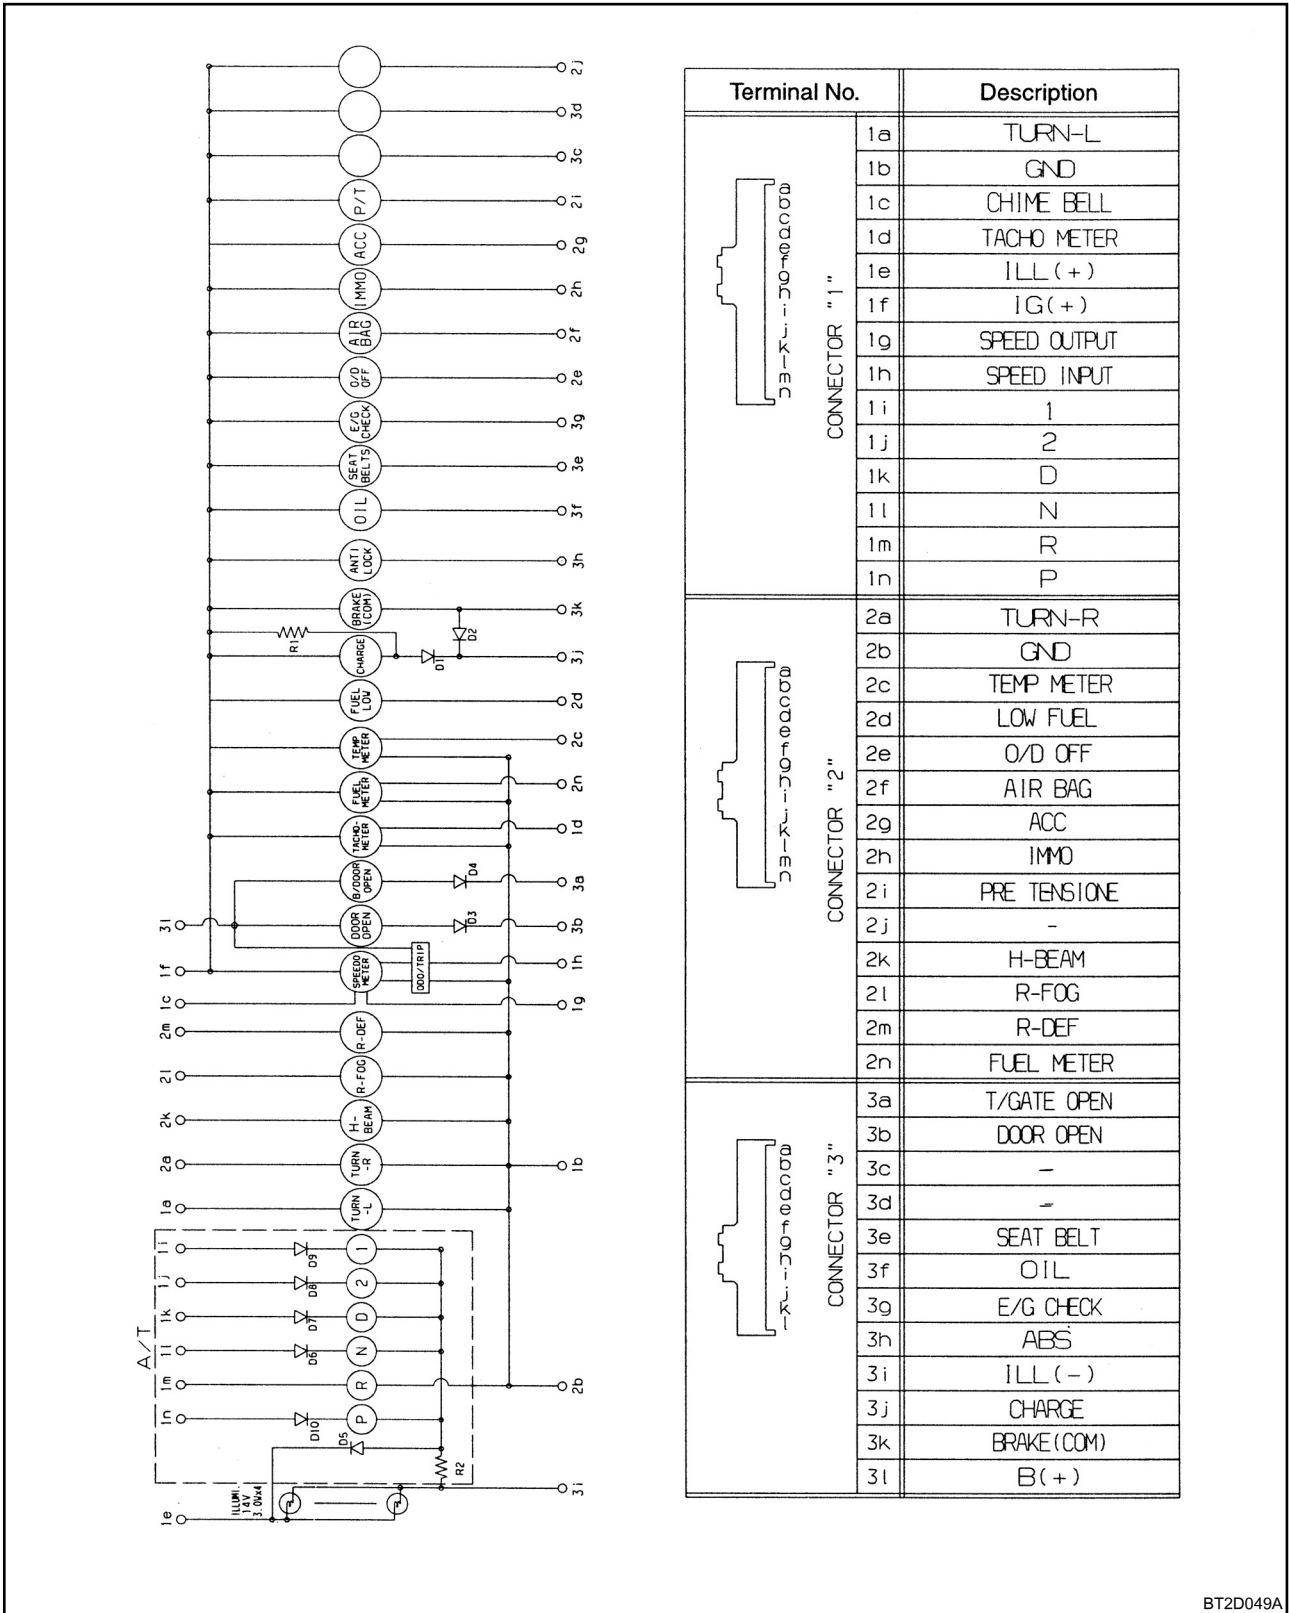 2j
3d
3c
P/T 2i
ACC 2g
IMMO 2h
AIR BAG 2f
O/D OFF 2e
E/G CHECK 3g
SEAT BELTS 3e
OIL 3f
ANTI LOCK 3h
BRAKE (COM) 3k
R1 D2
CHARGE D1 3j
FUEL LOW 2d
TEMP METER 2c
FUEL METER 2n
TACHO- METER 1d
B/DOOR OPEN D4 3a
3l DOOR OPEN D3 3b
1f SPEEDO METER ODO/TRIP 1h
1c 1g
2m R-DEF
2l R-FOG
2k H- BEAM
2a TURN -R 1b
1a TURN -L
A/T
1i D9 1
1j D8 2
1k D7 D
1l D6 N
1m R 2b
1n D10 P
D5
R2
ILLUMI.
14V
3.0W×4
3i
1e
Terminal No. Description
CONNECTOR "1"
a b c d e f g h i j k l m n
1a TURN-L
1b GND
1c CHIME BELL
1d TACHO METER
1e ILL(+)
1f IG(+)
1g SPEED OUTPUT
1h SPEED INPUT
1i 1
1j 2
1k D
1l N
1m R
1n P
CONNECTOR "2"
a b c d e f g h i j k l m n
2a TURN-R
2b GND
2c TEMP METER
2d LOW FUEL
2e O/D OFF
2f AIR BAG
2g ACC
2h IMMO
2i PRE TENSIONE
2j -
2k H-BEAM
2l R-FOG
2m R-DEF
2n FUEL METER
CONNECTOR "3"
a b c d e f g h i j k l
3a T/GATE OPEN
3b DOOR OPEN
3c -
3d -
3e SEAT BELT
3f OIL
3g E/G CHECK
3h ABS
3i ILL(-)
3j CHARGE
3k BRAKE(COM)
3l B(+)
BT2D049A